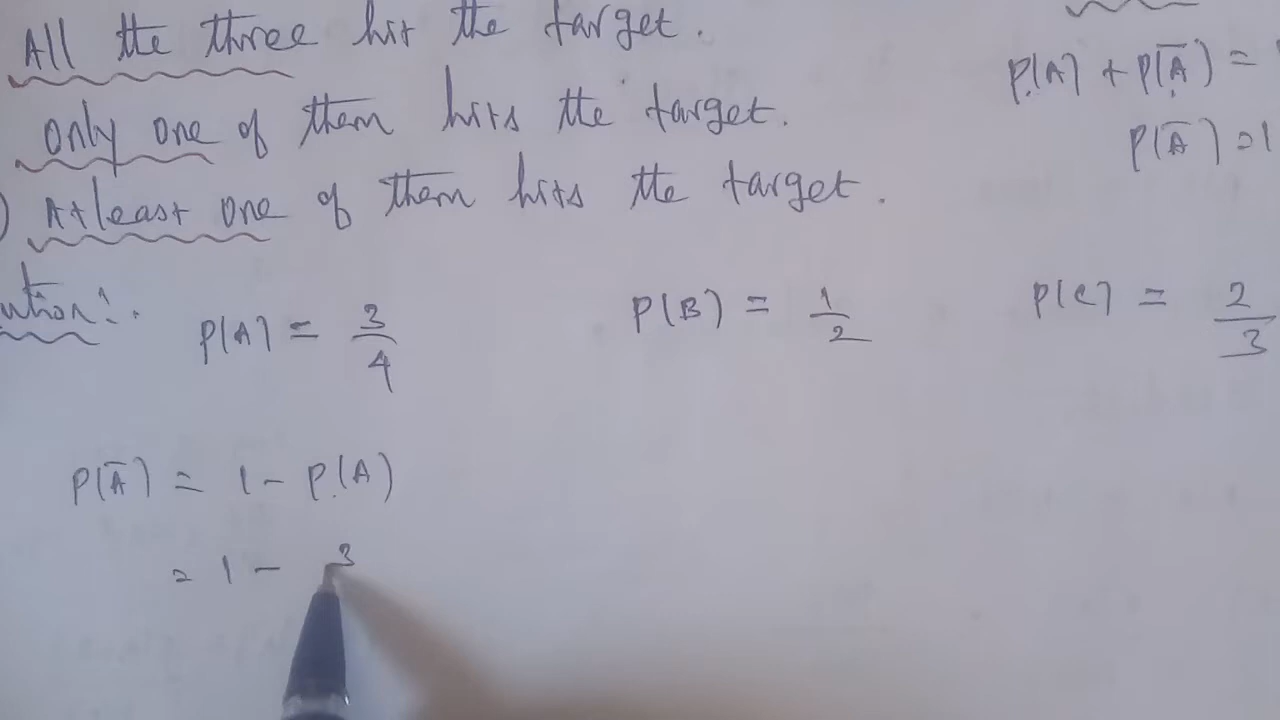 All the three hit the target.
only one of them hits the target.
) Atleast one of them hits the target.
P(A) + P(Ā) =
P(Ā) = 1
ution:.
P(A) = 3/4
P(B) = 1/2
P(C) = 2/3
P(Ā) = 1 - P(A)
= 1 - 3